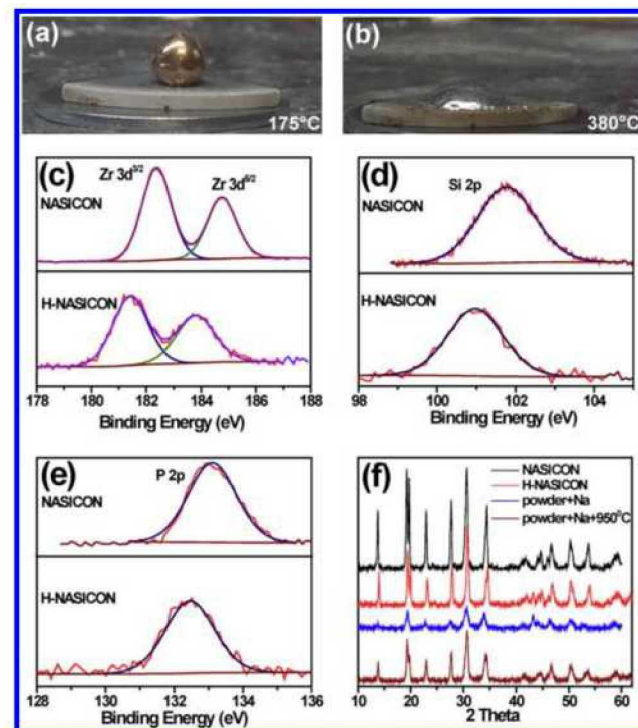 (a)
175°C
(b)
380°C
(c)
Zr 3d5/2
Zr 3d5/2
NASICON
H-NASICON
178 180 182 184 186 188
Binding Energy (eV)
(d)
Si 2p
NASICON
H-NASICON
98 100 102 104
Binding Energy (eV)
(e)
P 2p
NASICON
H-NASICON
128 130 132 134 136
Binding Energy (eV)
(f)
NASICON
H-NASICON
powder+Na
powder+Na+950°C
10 20 30 40 50 60
2 Theta